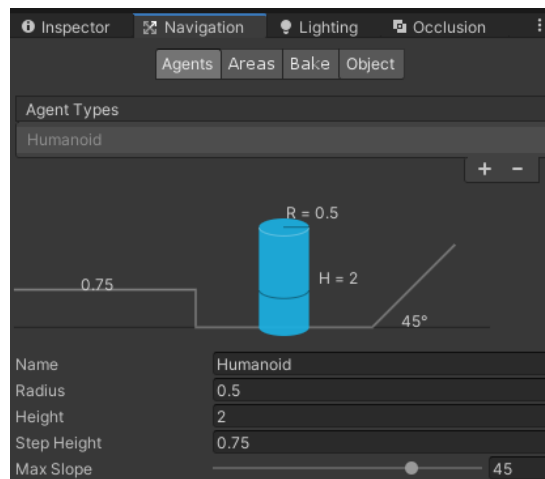 Inspector Navigation Lighting Occlusion
Agents Areas Bake Object
Agent Types
Humanoid
+ -
R = 0.5
H = 2
0.75
45°
Name Humanoid
Radius 0.5
Height 2
Step Height 0.75
Max Slope 45